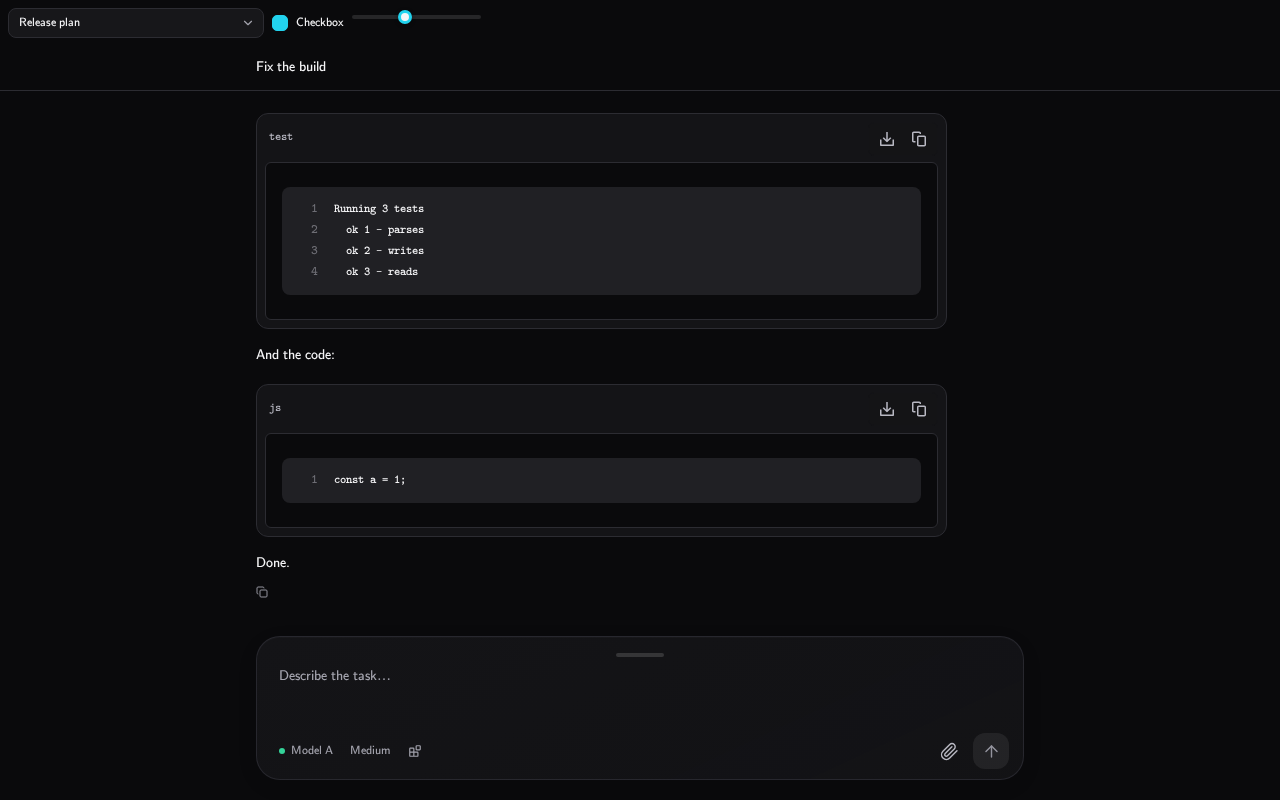 Release plan
Checkbox
Fix the build
test
1 Running 3 tests
2 ok 1 - parses
3 ok 2 - writes
4 ok 3 - reads
And the code:
js
1 const a = 1;
Done.
Describe the task...
Model A Medium